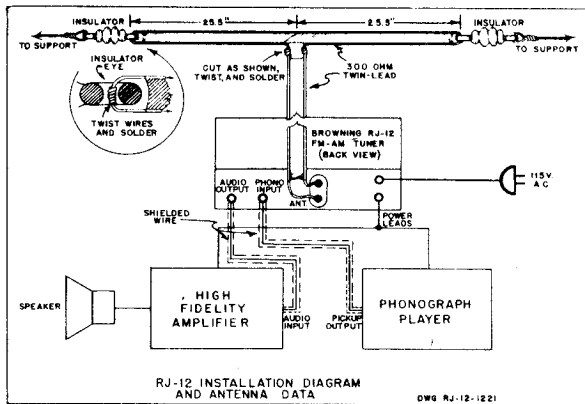 INSULATOR
25.5"
25.5"
INSULATOR
TO SUPPORT
TO SUPPORT
INSULATOR
EYE
CUT AS SHOWN,
TWIST, AND SOLDER
300 OHM
TWIN-LEAD
TWIST WIRES
AND SOLDER
BROWNING RJ-12
FM-AM TUNER
(BACK VIEW)
AUDIO
OUTPUT
PHONO
INPUT
ANT.
115V.
A C
SHIELDED
WIRE
POWER
LEADS
SPEAKER
HIGH
FIDELITY
AMPLIFIER
AUDIO
INPUT
PICKUP
OUTPUT
PHONOGRAPH
PLAYER
RJ-12 INSTALLATION DIAGRAM
AND ANTENNA DATA
DWG RJ-12-1221